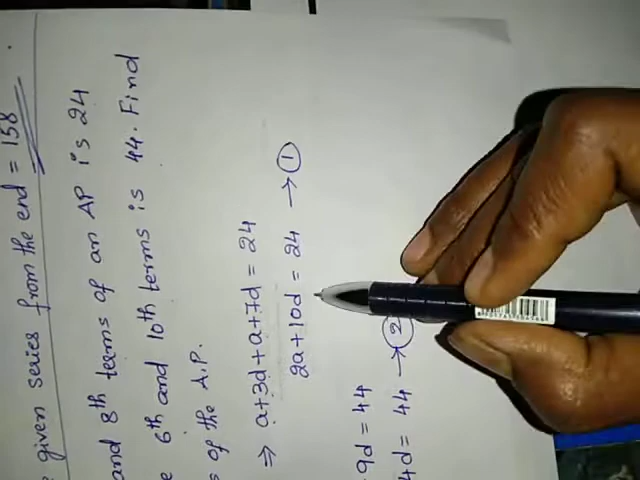 given series from the end = 158
and 8th terms of an AP is 24
6th and 10th terms is 44. Find
of the A.P.
⇒ a+3d+a+7d = 24
2a+10d = 24 → ①
9d = 44
4d = 44 → ②